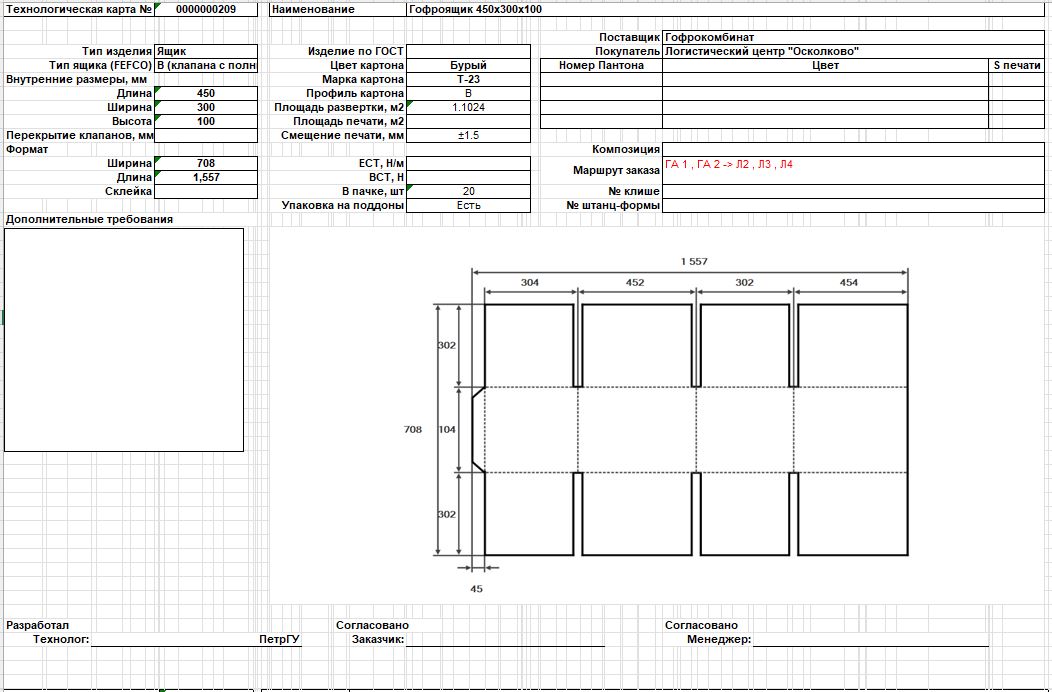 Технологическая карта № 0000000209 Наименование Гофроящик 450х300х100
Поставщик Гофрокомбинат
Тип изделия Ящик Изделие по ГОСТ Покупатель Логистический центр "Осколково"
Тип ящика (FEFCO) В (клапана с полн Цвет картона Бурый Номер Пантона Цвет S печати
Внутренние размеры, мм Марка картона Т-23
Длина 450 Профиль картона В
Ширина 300 Площадь развертки, м2 1.1024
Высота 100 Площадь печати, м2
Перекрытие клапанов, мм Смещение печати, мм ±1.5
Формат Композиция
Ширина 708 ЕСТ, Н/м Маршрут заказа ГА 1 , ГА 2 -> Л2 , Л3 , Л4
Длина 1,557 ВСТ, Н
Склейка В пачке, шт 20 № клише
Упаковка на поддоны Есть № штанц-формы
Дополнительные требования
1 557
304 452 302 454
302
708 104
302
45
Разработал Согласовано Согласовано
Технолог: ПетрГУ Заказчик: Менеджер: